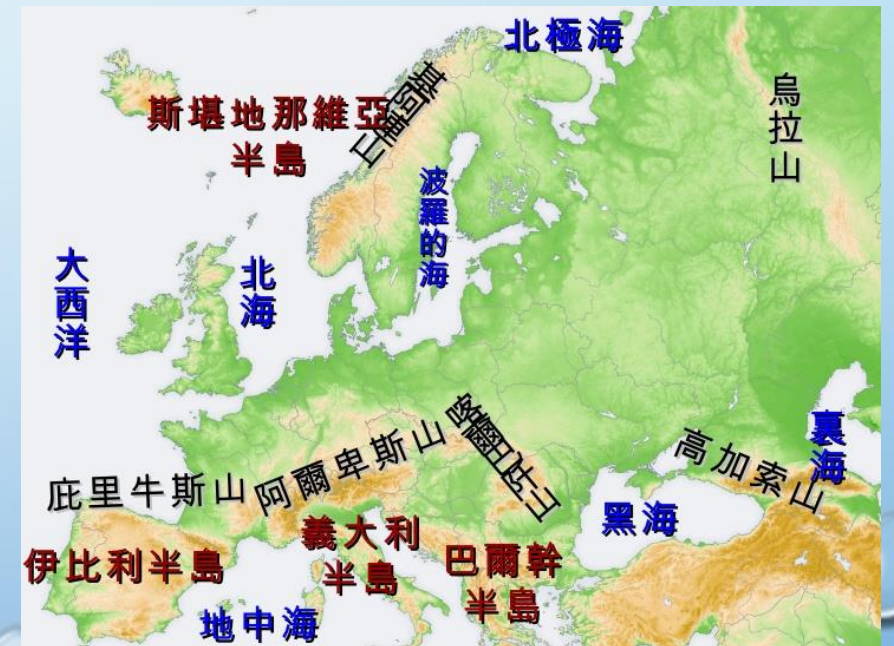 北極海
烏拉山
斯堪地那維亞
半島
基阿連山
波羅的海
大西洋
北海
喀爾巴阡山
阿爾卑斯山
庇里牛斯山
高加索山
裏海
黑海
義大利
半島
巴爾幹
半島
伊比利半島
地中海